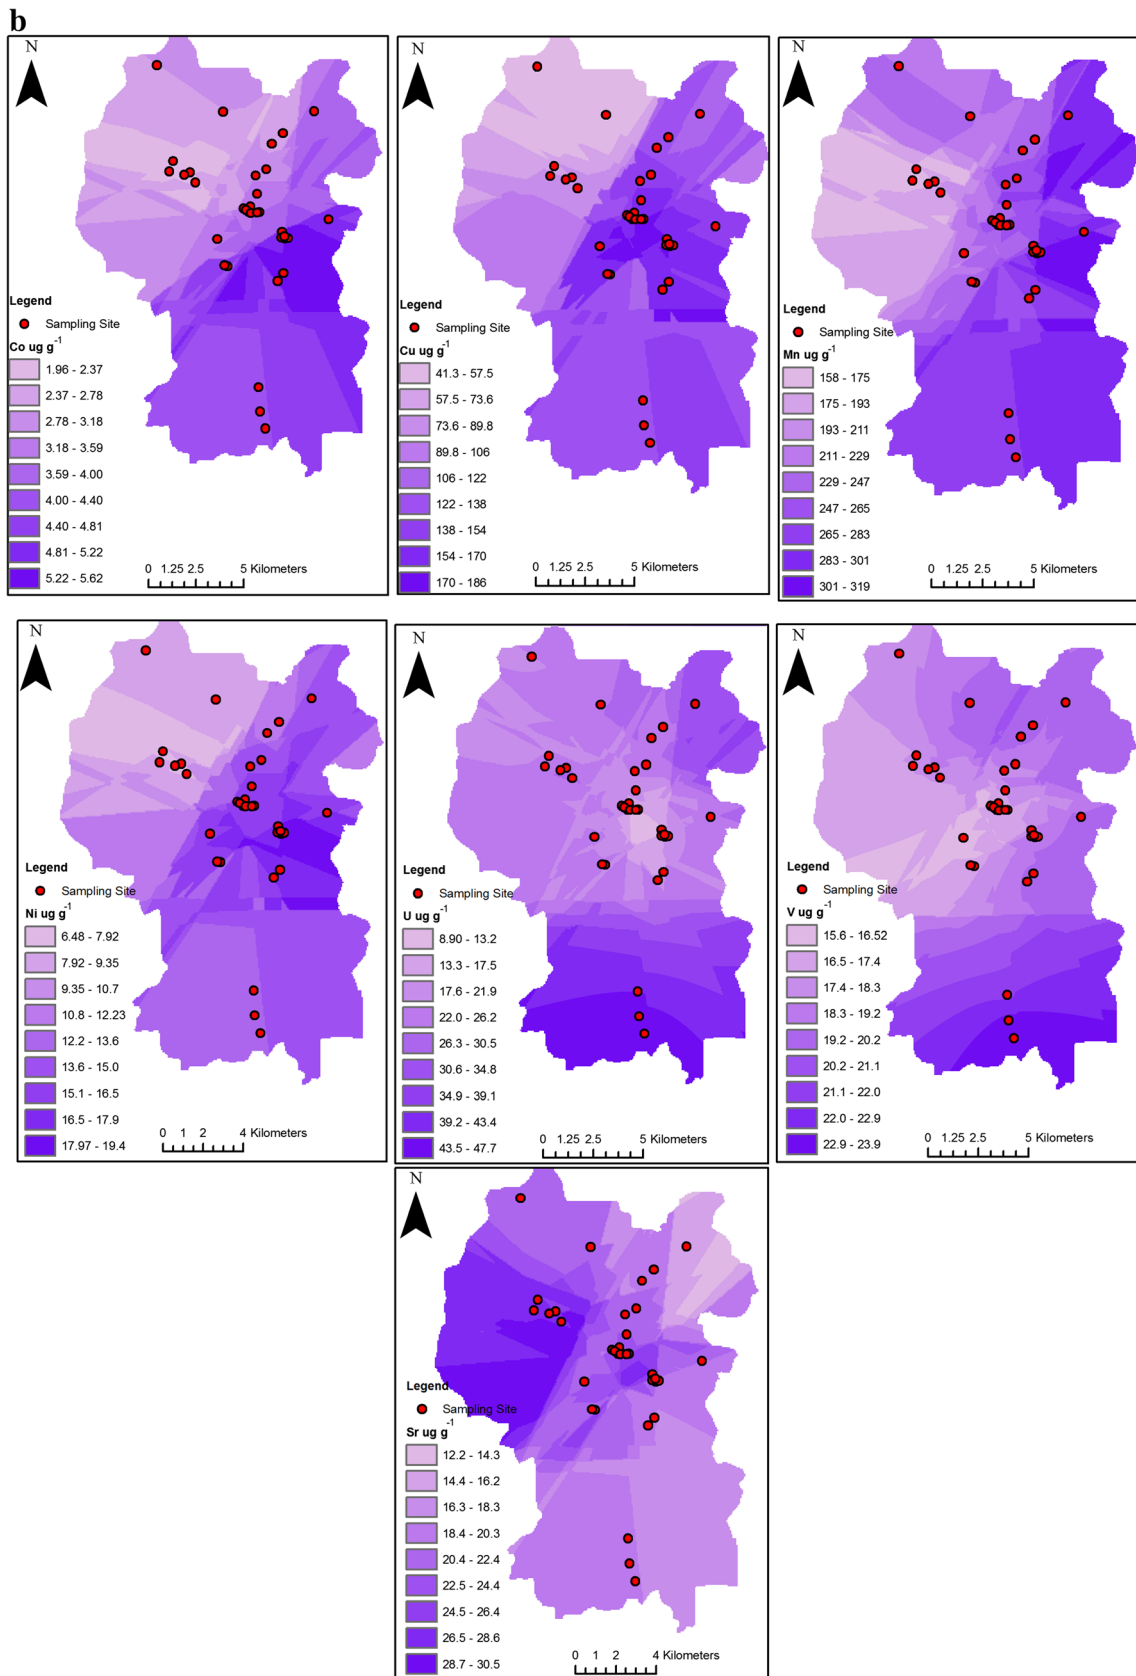 b
N
Legend
Sampling Site
Co ug g-1
1.96 - 2.37
2.37 - 2.78
2.78 - 3.18
3.18 - 3.59
3.59 - 4.00
4.00 - 4.40
4.40 - 4.81
4.81 - 5.22
5.22 - 5.62
0 1.25 2.5 5 Kilometers
N
Legend
Sampling Site
Cu ug g-1
41.3 - 57.5
57.5 - 73.6
73.6 - 89.8
89.8 - 106
106 - 122
122 - 138
138 - 154
154 - 170
170 - 186
0 1.25 2.5 5 Kilometers
N
Legend
Sampling Site
Mn ug g-1
158 - 175
175 - 193
193 - 211
211 - 229
229 - 247
247 - 265
265 - 283
283 - 301
301 - 319
0 1.25 2.5 5 Kilometers
N
Legend
Sampling Site
Ni ug g-1
6.48 - 7.92
7.92 - 9.35
9.35 - 10.7
10.8 - 12.23
12.2 - 13.6
13.6 - 15.0
15.1 - 16.5
16.5 - 17.9
17.97 - 19.4
0 1 2 4 Kilometers
N
Legend
Sampling Site
U ug g-1
8.90 - 13.2
13.3 - 17.5
17.6 - 21.9
22.0 - 26.2
26.3 - 30.5
30.6 - 34.8
34.9 - 39.1
39.2 - 43.4
43.5 - 47.7
0 1.25 2.5 5 Kilometers
N
Legend
Sampling Site
V ug g-1
15.6 - 16.52
16.5 - 17.4
17.4 - 18.3
18.3 - 19.2
19.2 - 20.2
20.2 - 21.1
21.1 - 22.0
22.0 - 22.9
22.9 - 23.9
0 1.25 2.5 5 Kilometers
N
Legend
Sampling Site
Sr ug g-1
12.2 - 14.3
14.4 - 16.2
16.3 - 18.3
18.4 - 20.3
20.4 - 22.4
22.5 - 24.4
24.5 - 26.4
26.5 - 28.6
28.7 - 30.5
0 1 2 4 Kilometers